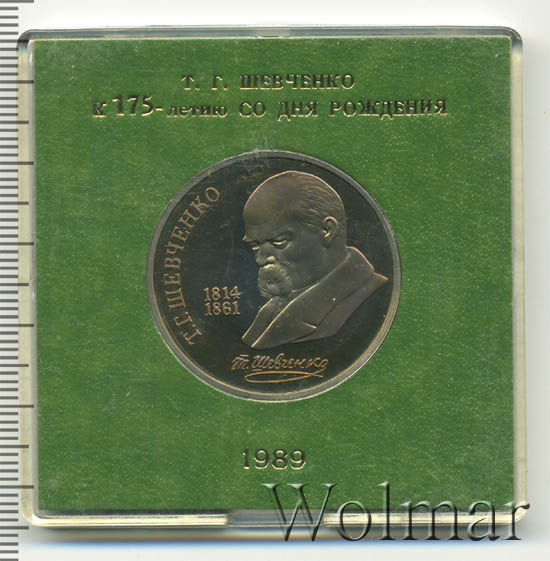 Т. Г. ШЕВЧЕНКО
К 175-летию СО ДНЯ РОЖДЕНИЯ
Т.Г.ШЕВЧЕНКО
1814
1861
Т.Шевченко
1989
Wolmar